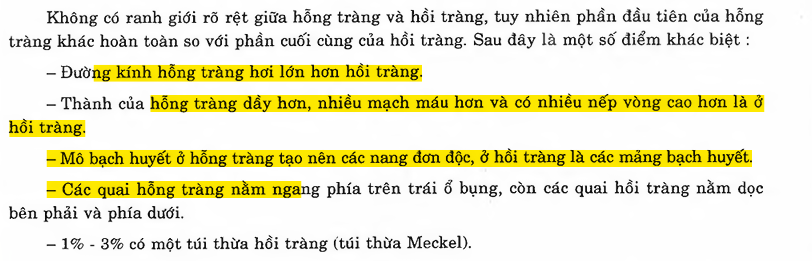 Không có ranh giới rõ rệt giữa hỗng tràng và hồi tràng, tuy nhiên phần đầu tiên của hỗng
tràng khác hoàn toàn so với phần cuối cùng của hồi tràng. Sau đây là một số điểm khác biệt :
– Đường kính hỗng tràng hơi lớn hơn hồi tràng.
– Thành của hỗng tràng dầy hơn, nhiều mạch máu hơn và có nhiều nếp vòng cao hơn là ở
hồi tràng.
– Mô bạch huyết ở hỗng tràng tạo nên các nang đơn độc, ở hồi tràng là các mảng bạch huyết.
– Các quai hỗng tràng nằm ngang phía trên trái ổ bụng, còn các quai hồi tràng nằm dọc
bên phải và phía dưới.
– 1% - 3% có một túi thừa hồi tràng (túi thừa Meckel).